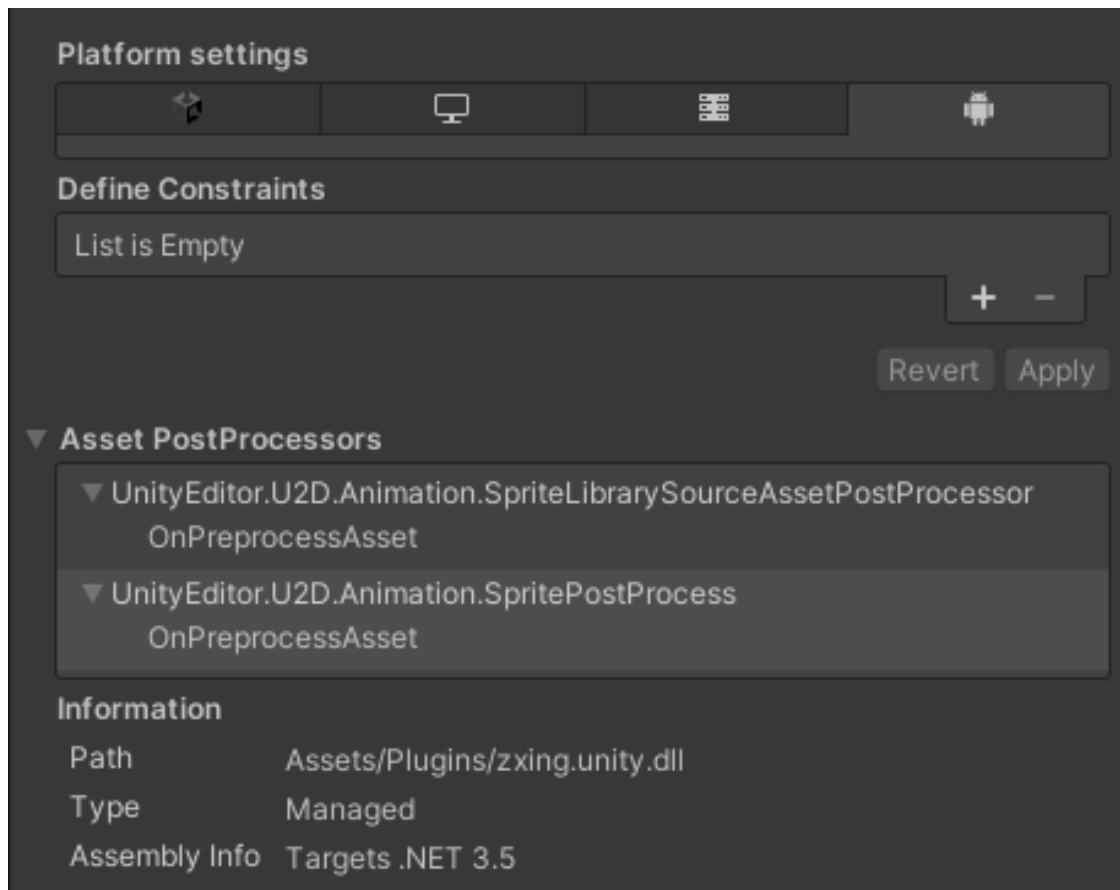 Platform settings
Define Constraints
List is Empty
Revert Apply
Asset PostProcessors
UnityEditor.U2D.Animation.SpriteLibrarySourceAssetPostProcessor
OnPreprocessAsset
UnityEditor.U2D.Animation.SpritePostProcess
OnPreprocessAsset
Information
Path Assets/Plugins/zxing.unity.dll
Type Managed
Assembly Info Targets .NET 3.5